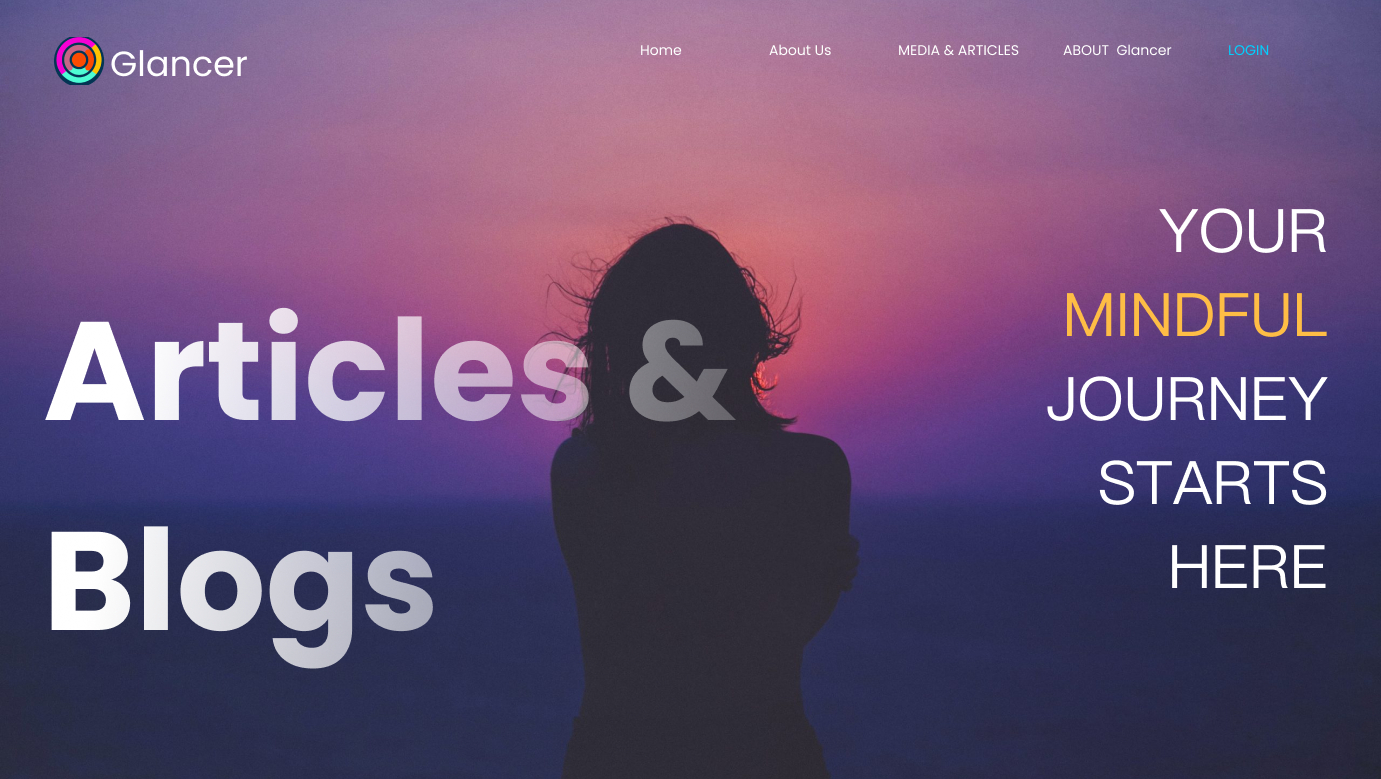 Glancer
Home
About Us
MEDIA & ARTICLES
ABOUT Glancer
LOGIN
Articles &
Blogs
YOUR
MINDFUL
JOURNEY
STARTS
HERE